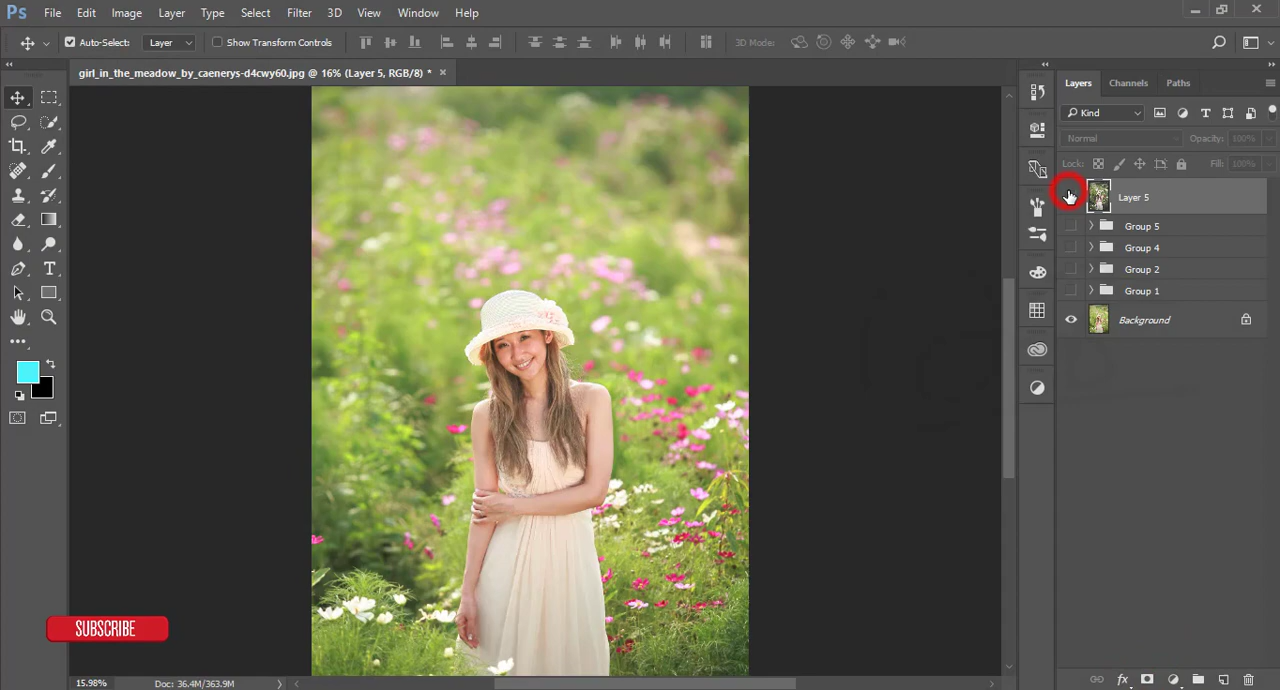 Ps File Edit Image Layer Type Select Filter 3D View Window Help
Auto-Select: Layer Show Transform Controls 3D Mode:
girl_in_the_meadow_by_caenerys-d4cwy60.jpg @ 16% (Layer 5, RGB/8) *
Layers Channels Paths
Kind
Normal Opacity: 100%
Lock: Fill: 100%
Layer 5
Group 5
Group 4
Group 2
Group 1
Background
SUBSCRIBE
15.98% Doc: 36.4M/363.9M